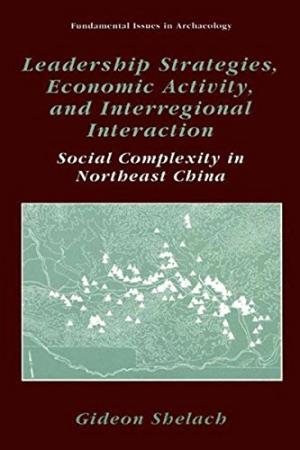 Fundamental Issues in Archaeology
Leadership Strategies,
Economic Activity,
and Interregional
Interaction
Social Complexity in
Northeast China
Gideon Shelach